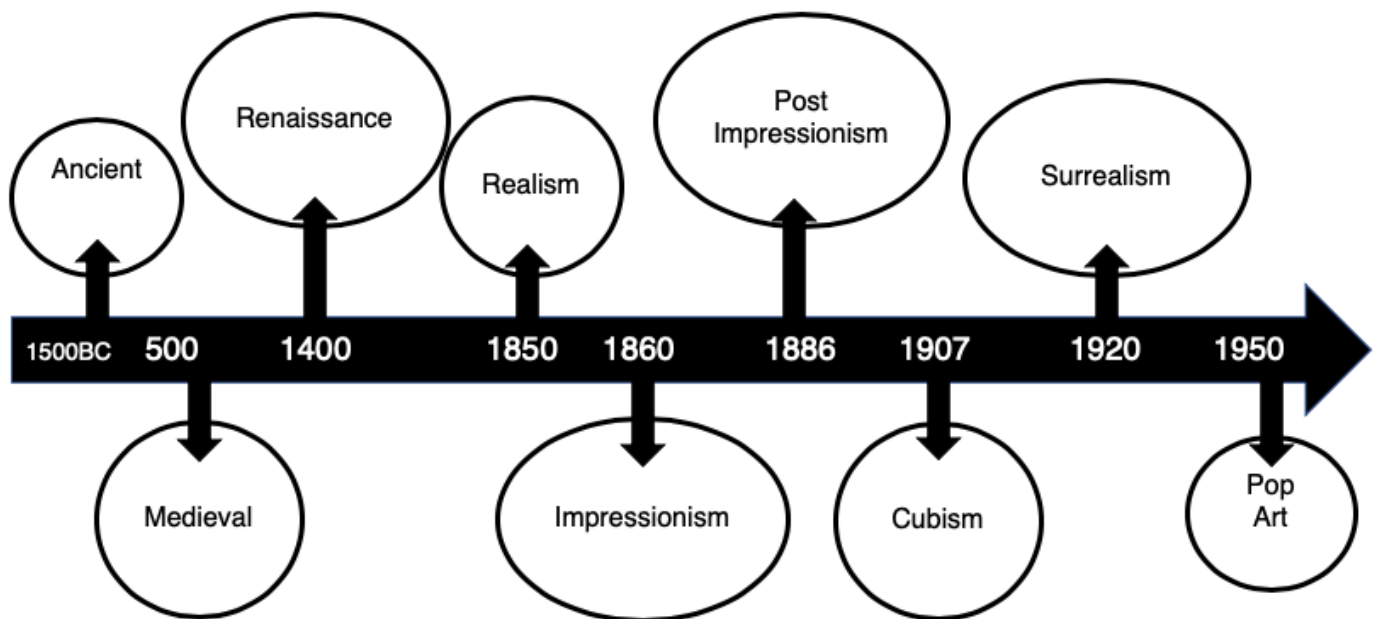 Ancient
Renaissance
Realism
Post
Impressionism
Surrealism
1500BC 500 1400 1850 1860 1886 1907 1920 1950
Medieval
Impressionism
Cubism
Pop
Art